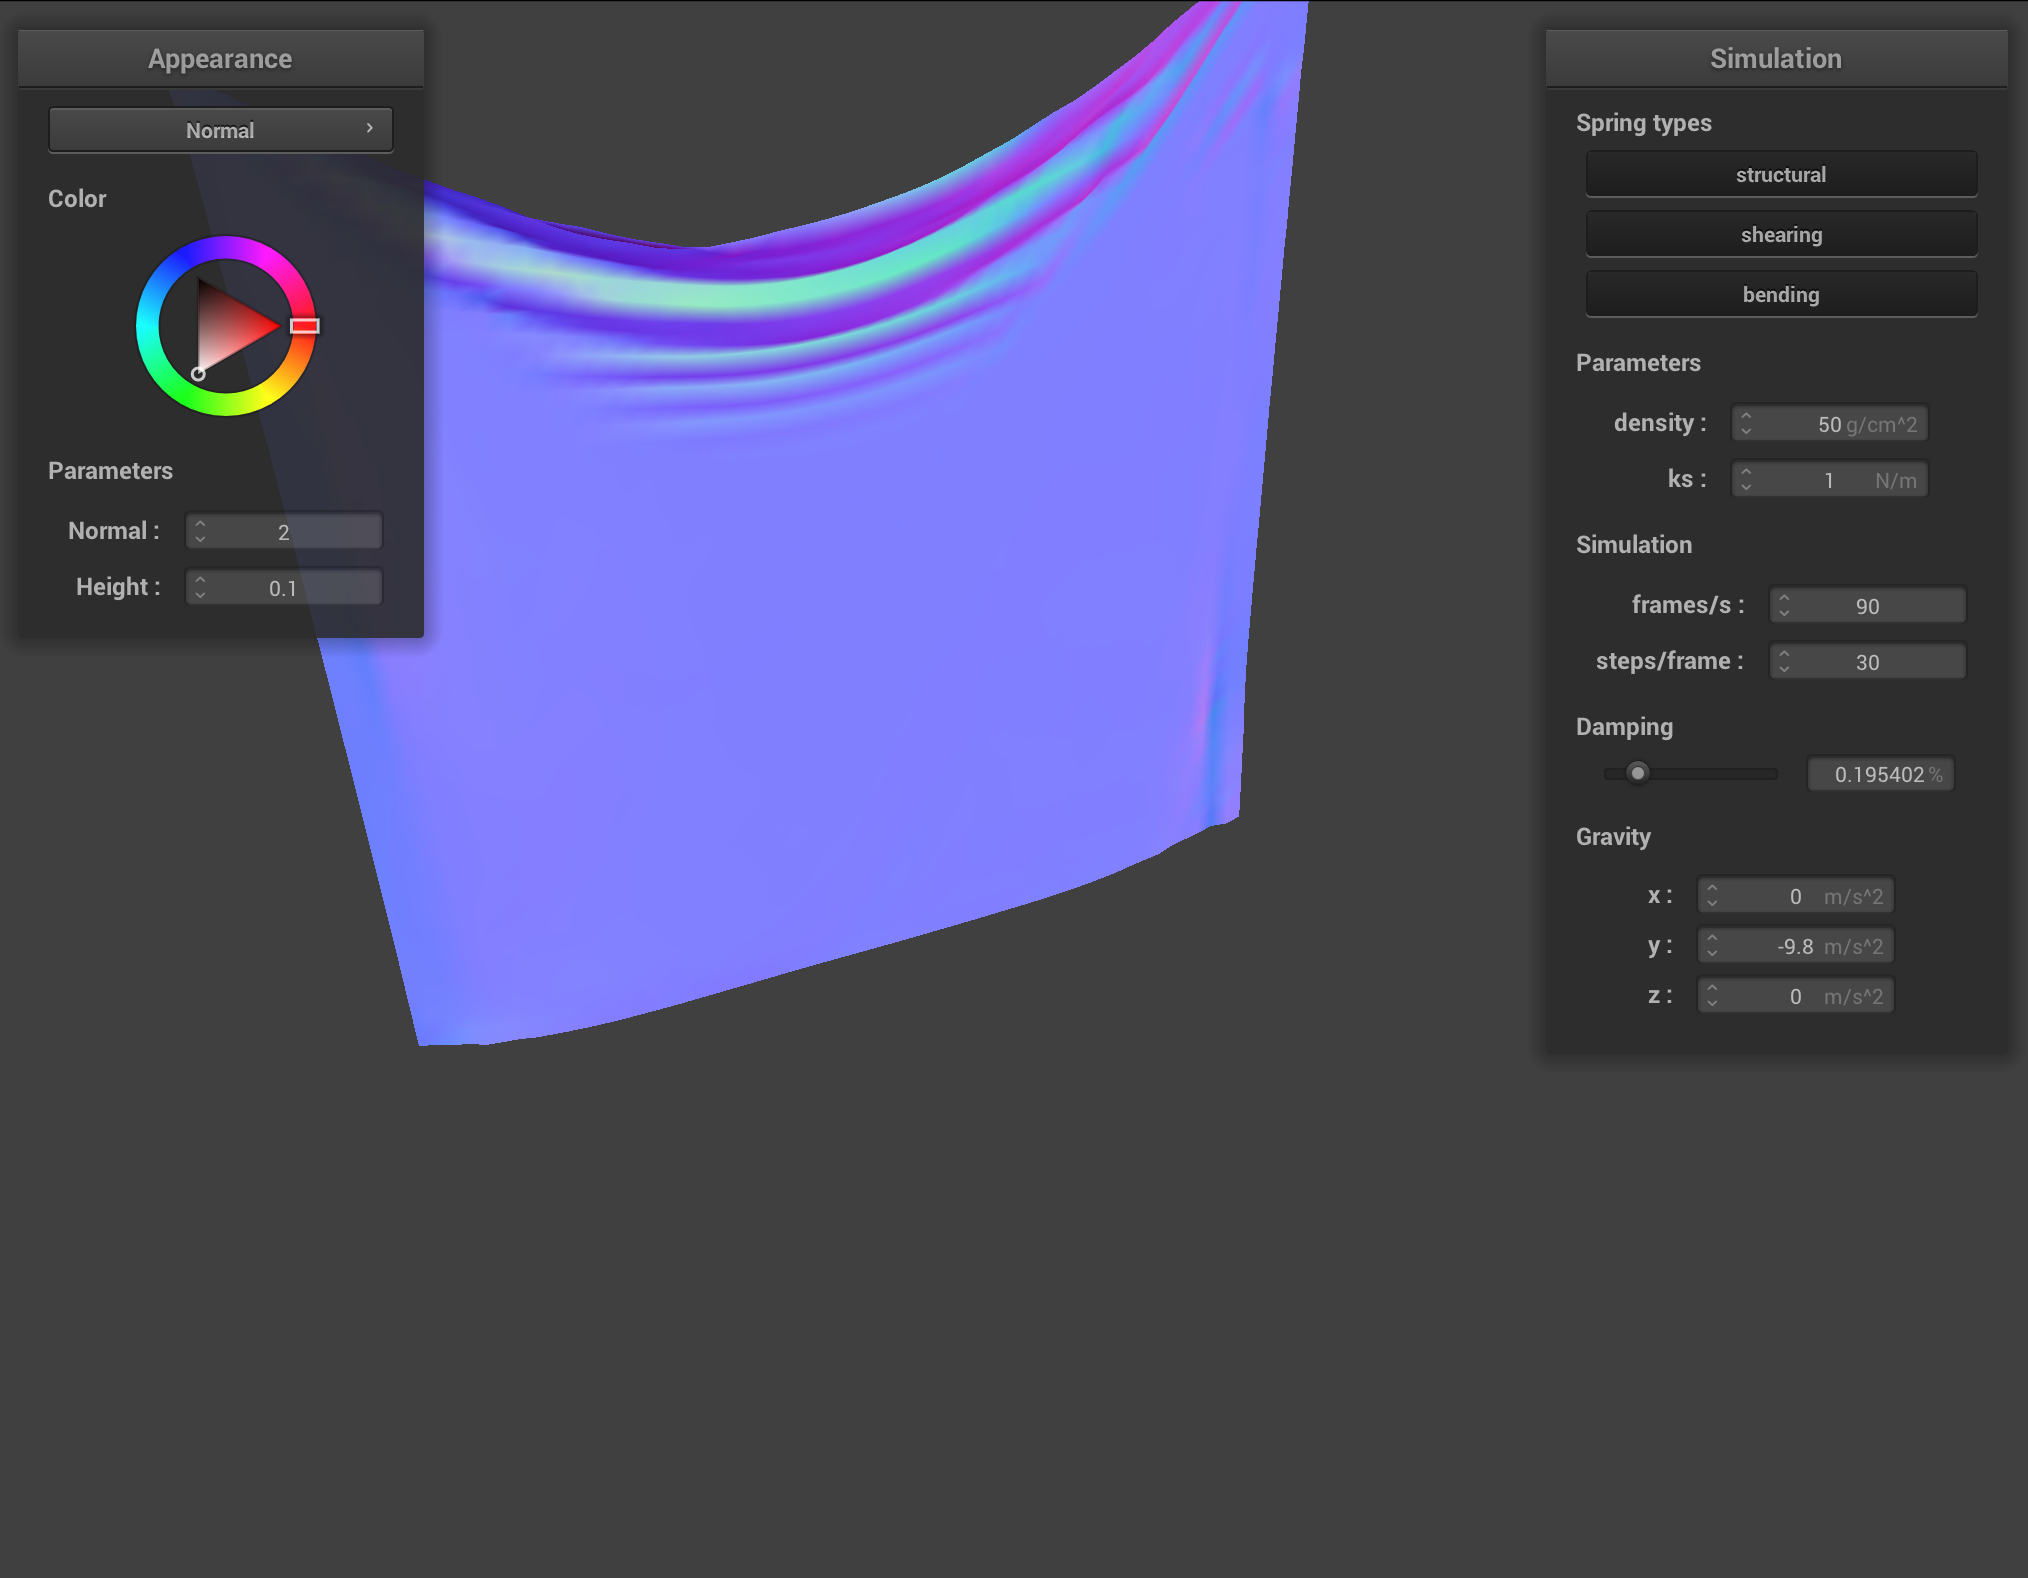 Appearance
Normal
Color
Parameters
Normal : 2
Height : 0.1
Simulation
Spring types
structural
shearing
bending
Parameters
density : 50 g/cm^2
ks : 1 N/m
Simulation
frames/s : 90
steps/frame : 30
Damping
0.195402 %
Gravity
x : 0 m/s^2
y : -9.8 m/s^2
z : 0 m/s^2